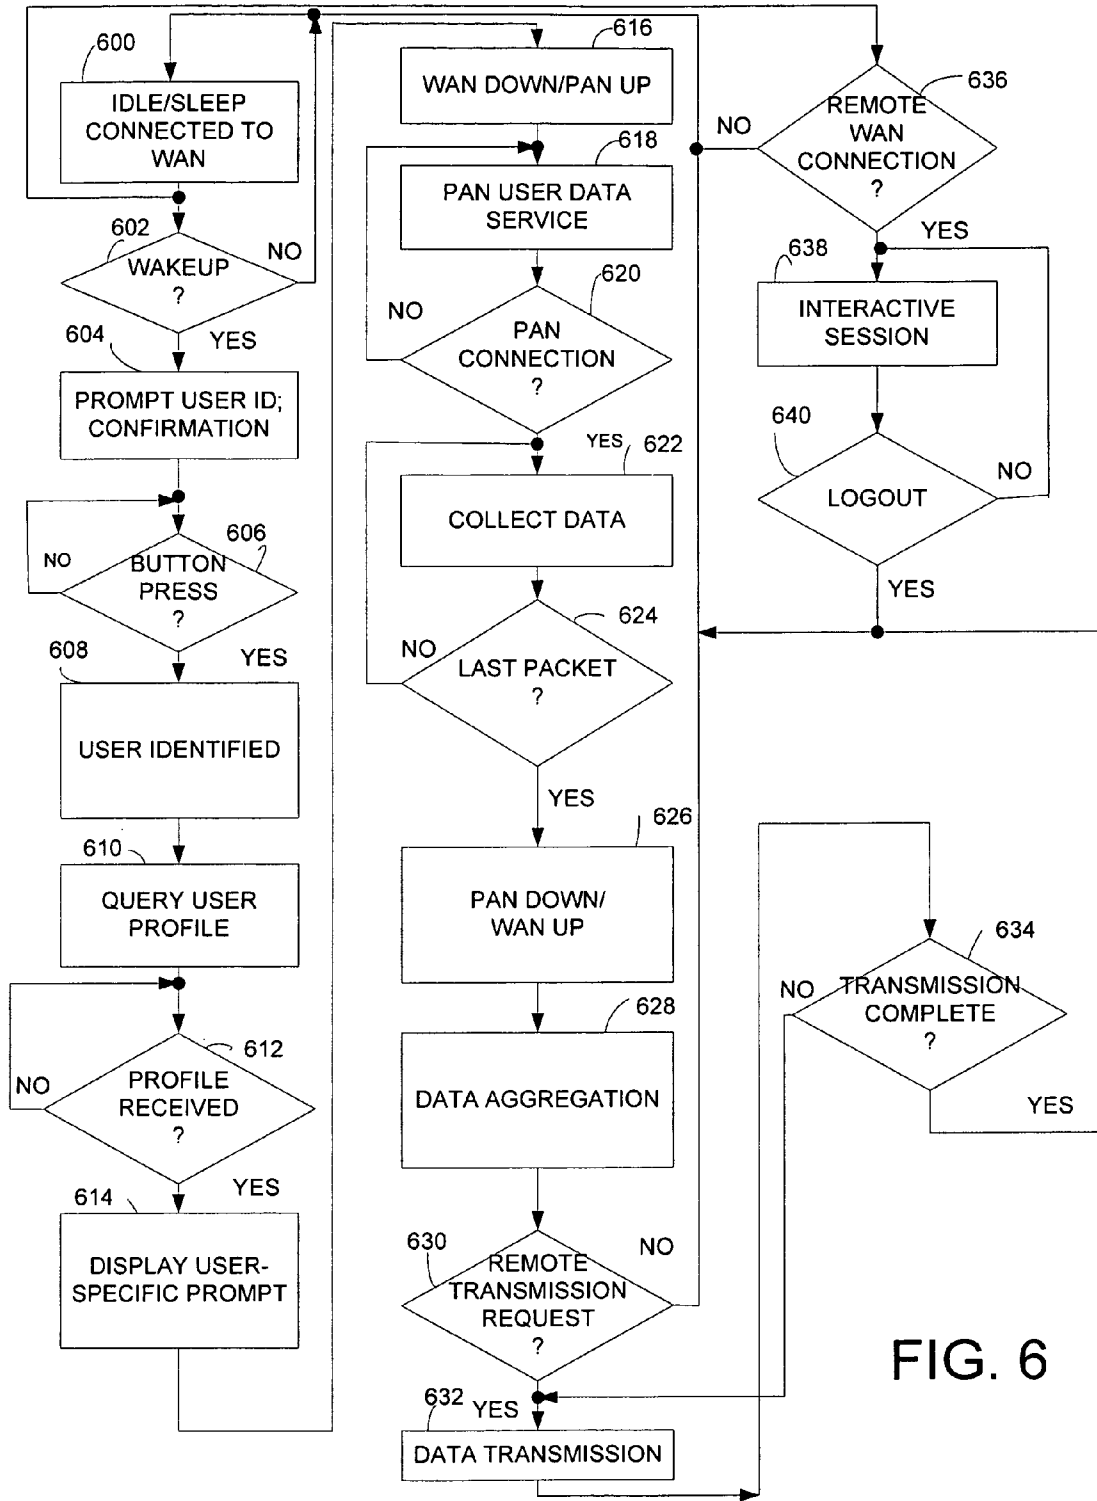 600
IDLE/SLEEP
CONNECTED TO
WAN
602
WAKEUP
?
NO
YES
604
PROMPT USER ID;
CONFIRMATION
606
BUTTON
PRESS
?
NO
YES
608
USER IDENTIFIED
610
QUERY USER
PROFILE
612
PROFILE
RECEIVED
?
NO
YES
614
DISPLAY USER-
SPECIFIC PROMPT
616
WAN DOWN/PAN UP
618
PAN USER DATA
SERVICE
620
NO
PAN
CONNECTION
?
YES
622
COLLECT DATA
624
NO
LAST PACKET
?
YES
626
PAN DOWN/
WAN UP
628
DATA AGGREGATION
630
REMOTE
TRANSMISSION
REQUEST
?
NO
YES
632
DATA TRANSMISSION
636
NO
REMOTE
WAN
CONNECTION
?
YES
638
INTERACTIVE
SESSION
640
LOGOUT
NO
YES
634
NO
TRANSMISSION
COMPLETE
?
YES
FIG. 6